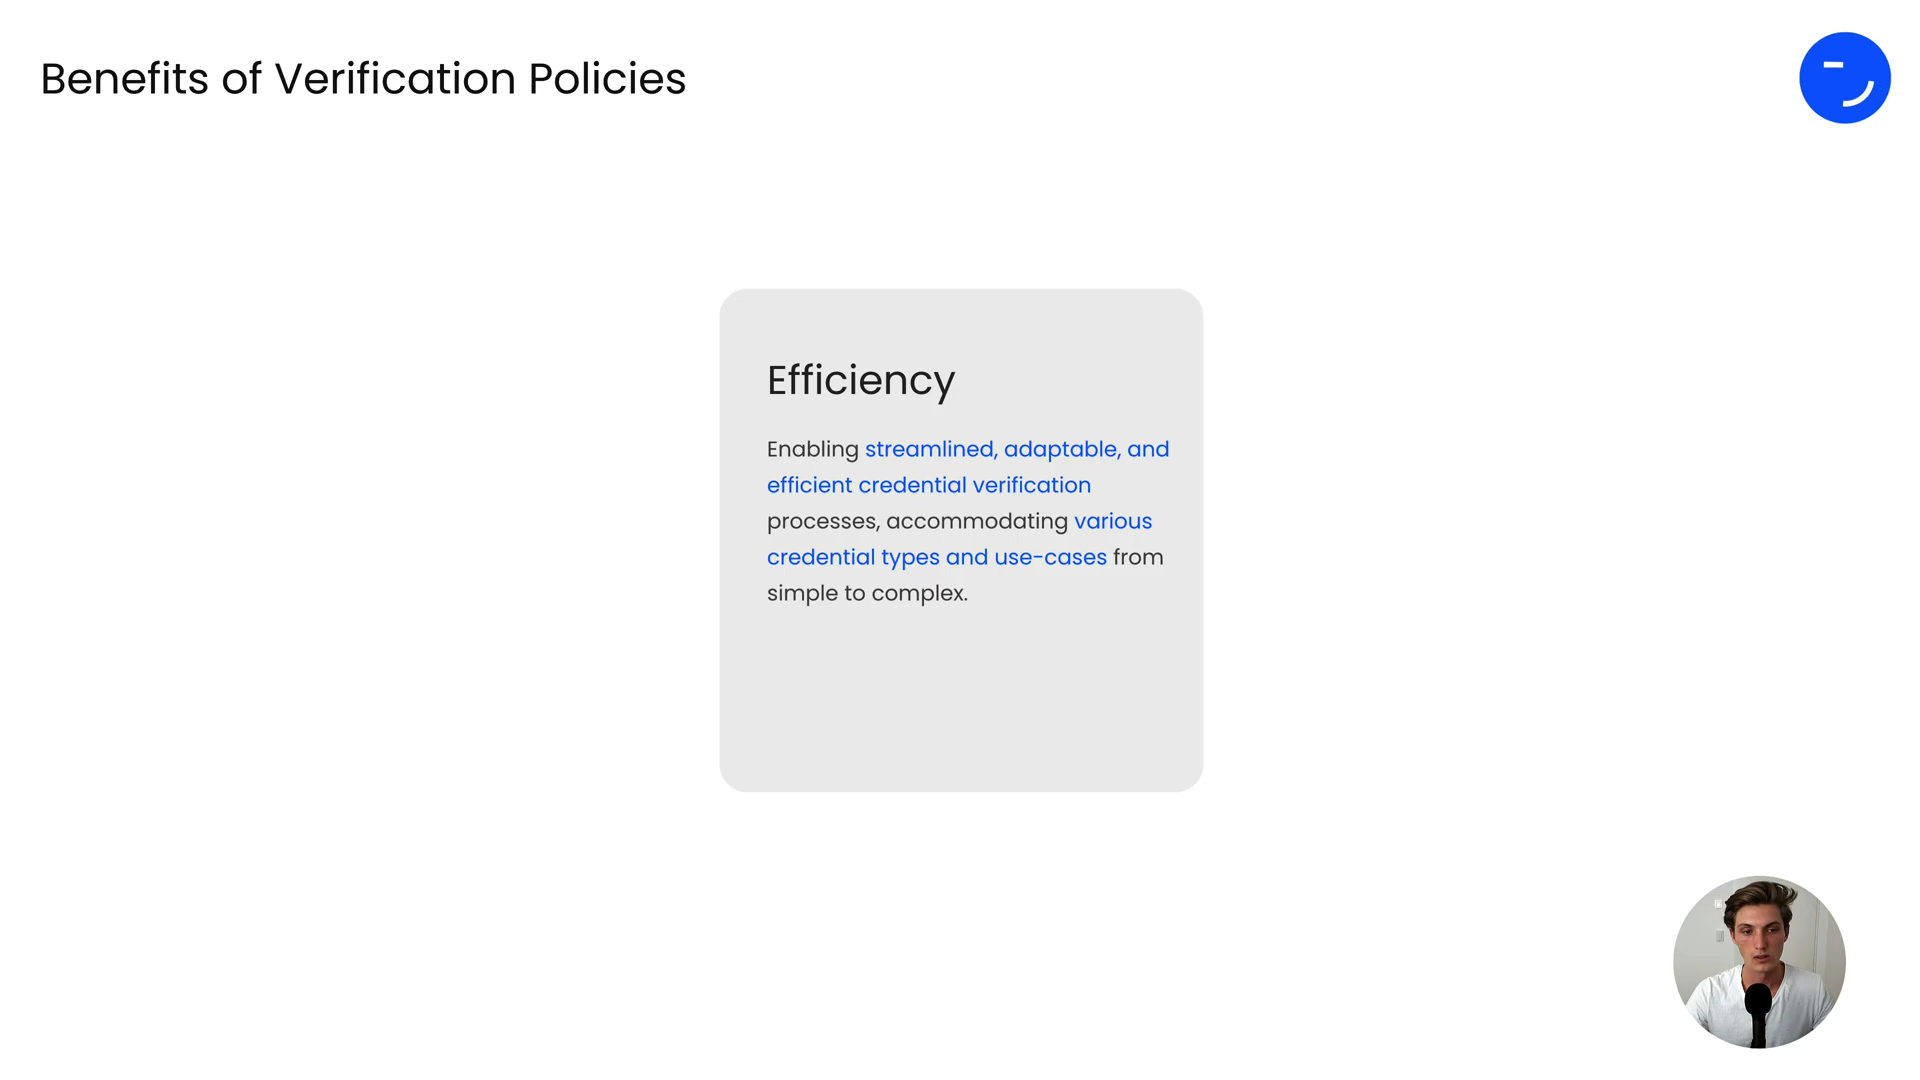 Benefits of Verification Policies
Efficiency
Enabling streamlined, adaptable, and
efficient credential verification
processes, accommodating various
credential types and use-cases from
simple to complex.